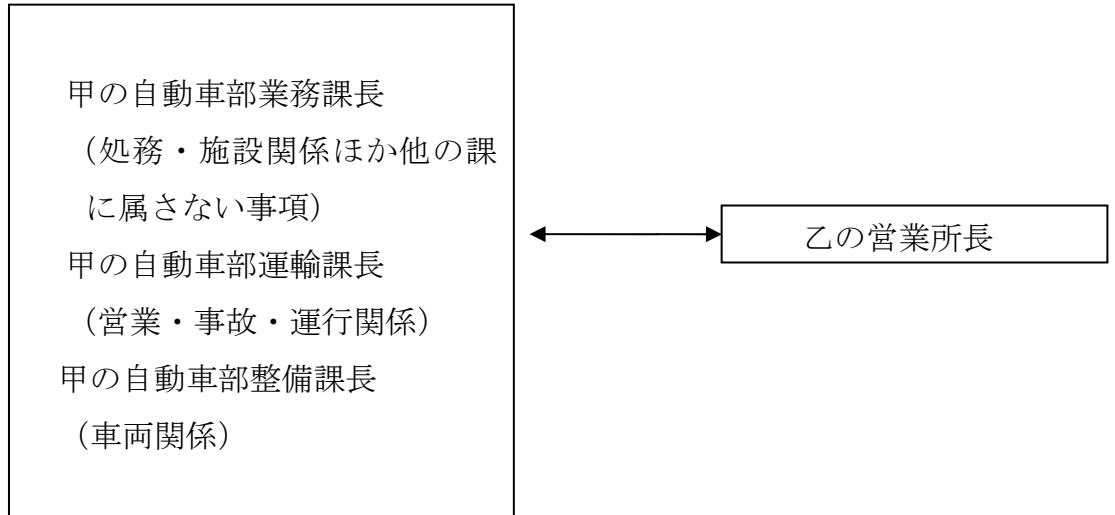 甲の自動車部業務課長
（処務・施設関係ほか他の課
に属さない事項）
甲の自動車部運輸課長
（営業・事故・運行関係）
甲の自動車部整備課長
（車両関係）
乙の営業所長